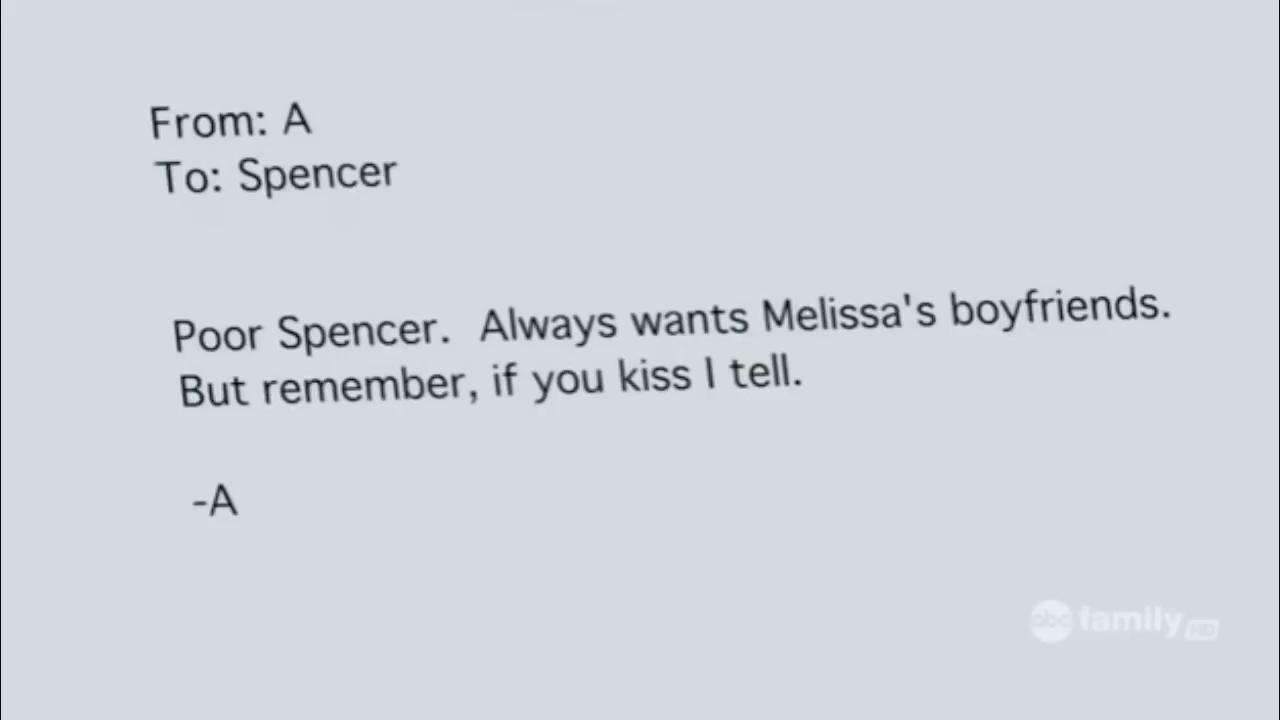 From: A
To: Spencer
Poor Spencer.  Always wants Melissa's boyfriends.
But remember, if you kiss I tell.
-A
abc family HD